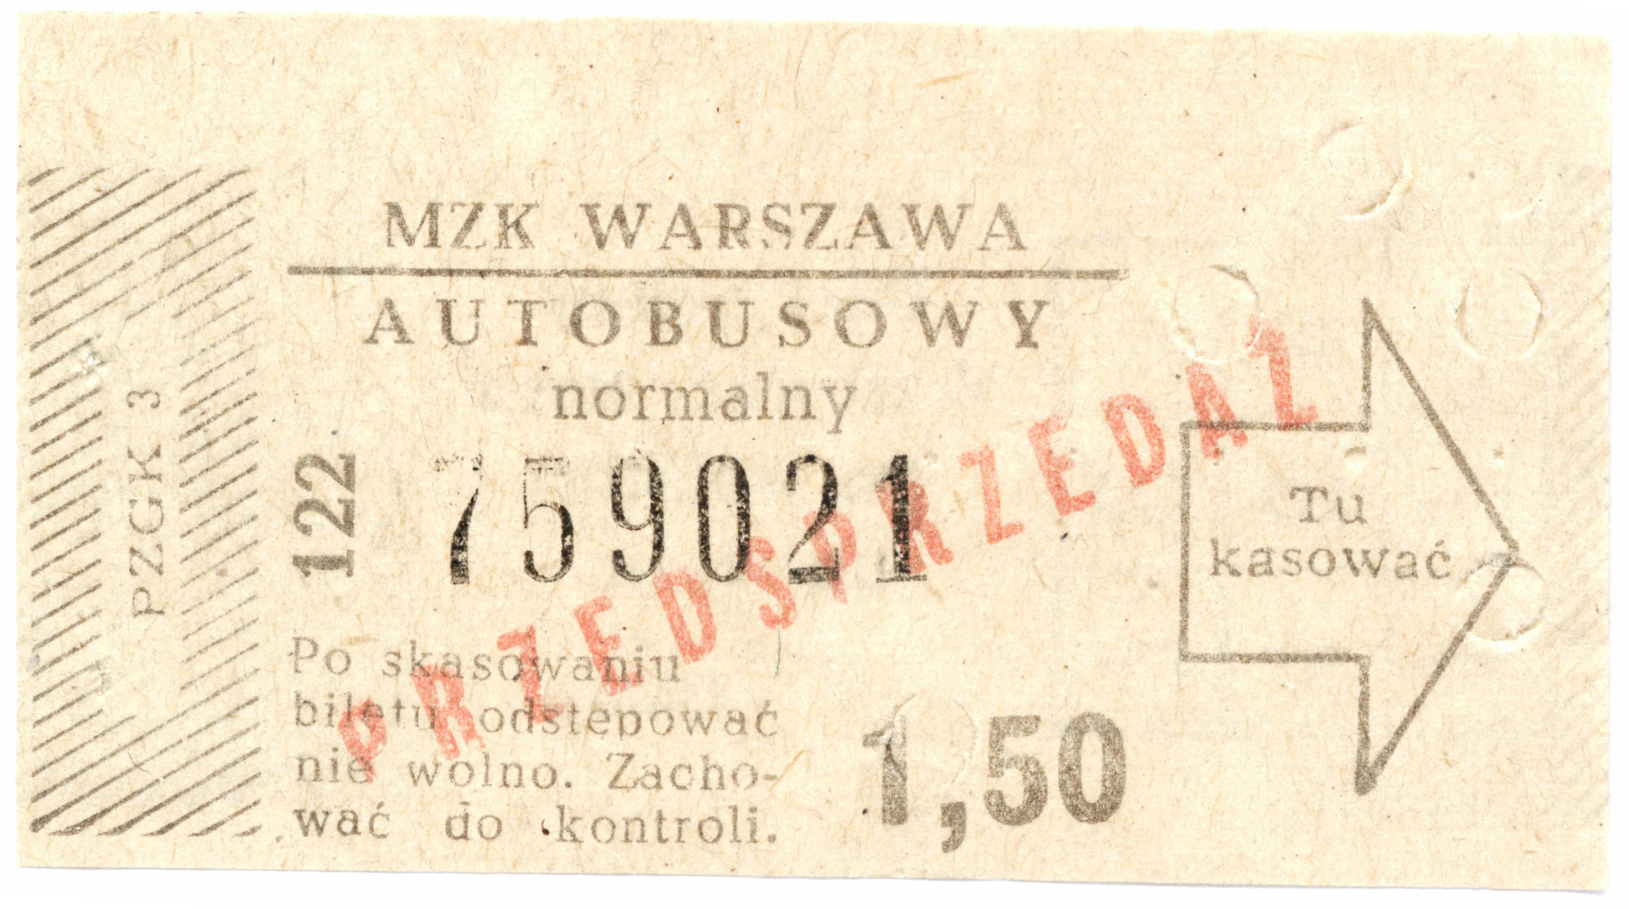 MZK WARSZAWA
AUTOBUSOWY
normalny
PZGK 3
122
759021
PRZEDSPRZEDAŻ
Tu
kasować
Po skasowaniu
biletu odstępować
nie wolno. Zacho-
wać do kontroli.
1,50